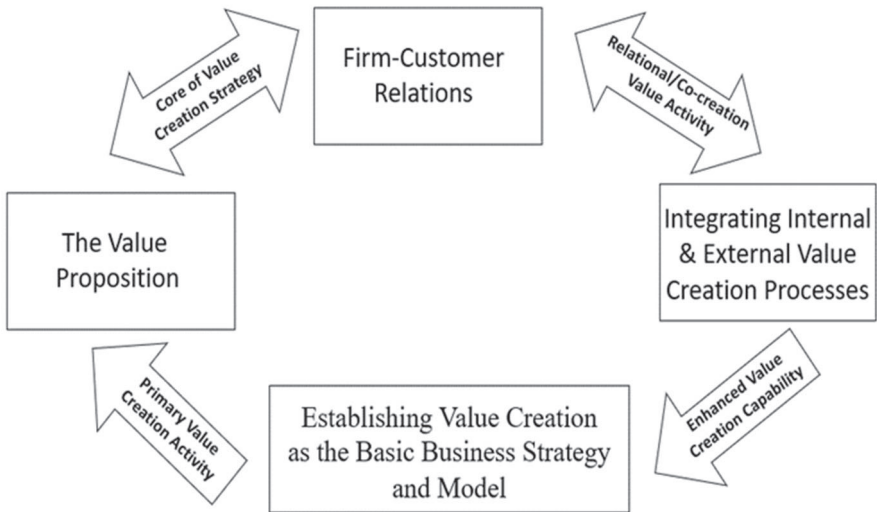 Core of Value
Creation Strategy
Firm-Customer
Relations
Relational/Co-creation
Value Activity
The Value
Proposition
Integrating Internal
& External Value
Creation Processes
Primary Value
Creation Activity
Establishing Value Creation
as the Basic Business Strategy
and Model
Enhanced Value
Creation Capability